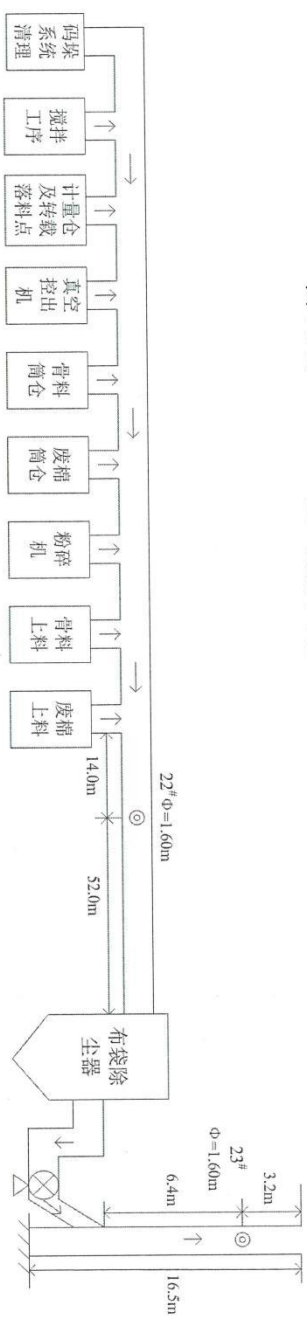 码垛
系统
清理
搅拌
工序
计量仓
及转载
落料点
真空
挖出
机
骨料
筒仓
废棉
筒仓
粉碎
机
骨料
上料
废棉
上料
14.0m
52.0m
22# Φ=1.60m
布袋除
尘器
23#
Φ=1.60m
3.2m
6.4m
16.5m